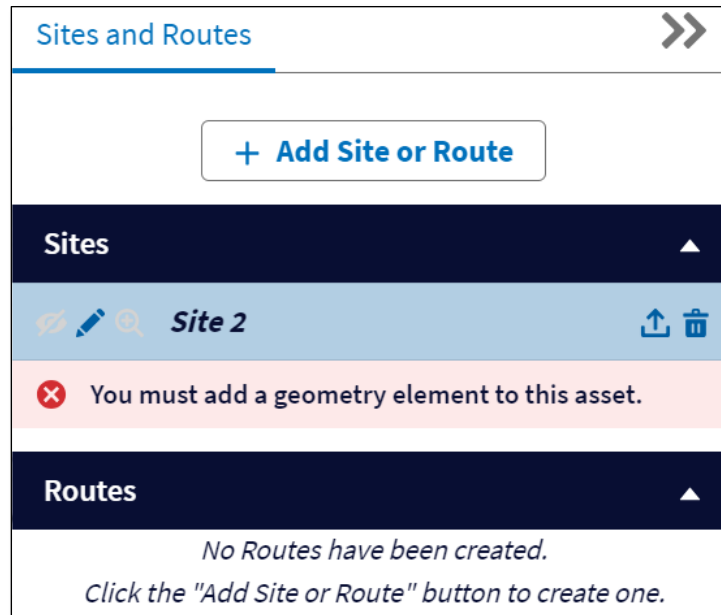 Sites and Routes
+ Add Site or Route
Sites
Site 2
You must add a geometry element to this asset.
Routes
No Routes have been created.
Click the "Add Site or Route" button to create one.